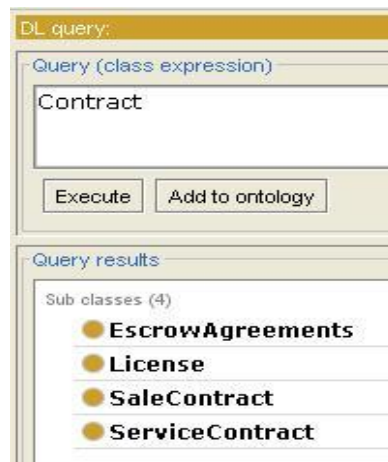 DL query:
Query (class expression)
Contract
Execute Add to ontology
Query results
Sub classes (4)
EscrowAgreements
License
SaleContract
ServiceContract